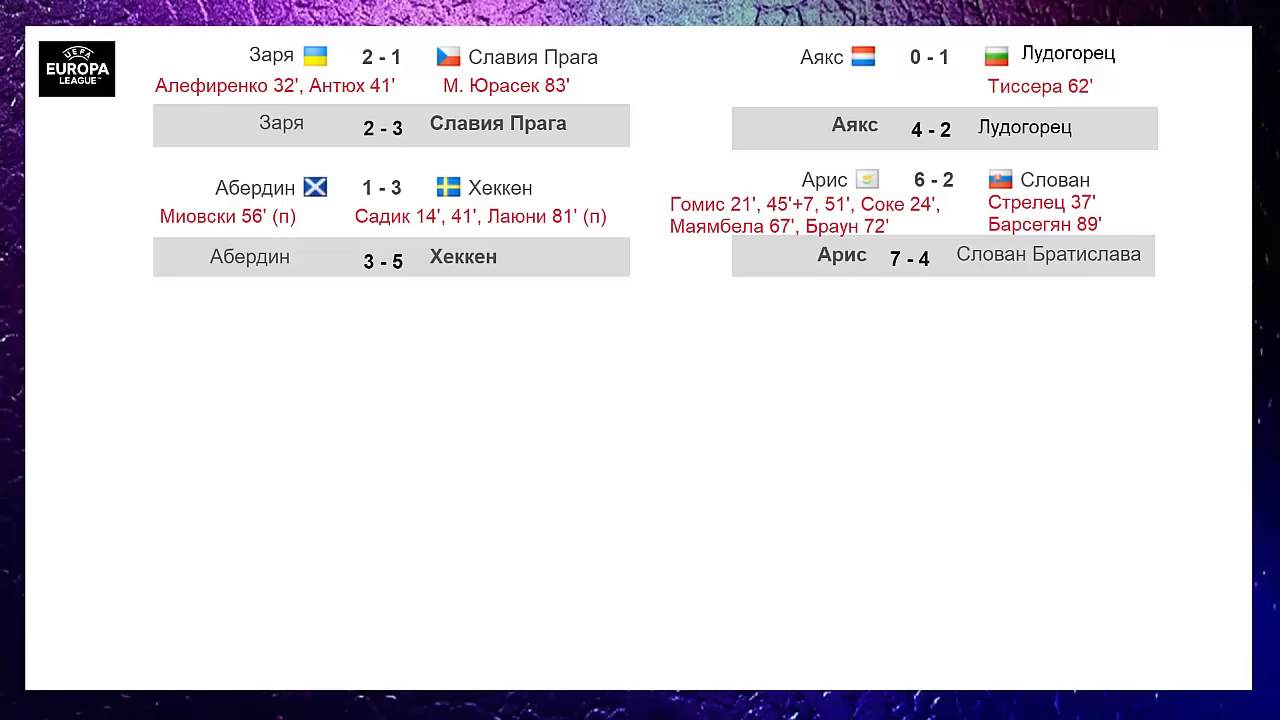 UEFA
EUROPA
LEAGUE™
Заря 2 - 1 Славия Прага
Алефиренко 32', Антюх 41' М. Юрасек 83'
Заря 2 - 3 Славия Прага
Абердин 1 - 3 Хеккен
Миовски 56' (п) Садик 14', 41', Лаюни 81' (п)
Абердин 3 - 5 Хеккен
Аякс 0 - 1 Лудогорец
Тиссера 62'
Аякс 4 - 2 Лудогорец
Арис 6 - 2 Слован
Гомис 21', 45'+7, 51', Соке 24', Стрелец 37'
Маямбела 67', Браун 72' Барсегян 89'
Арис 7 - 4 Слован Братислава